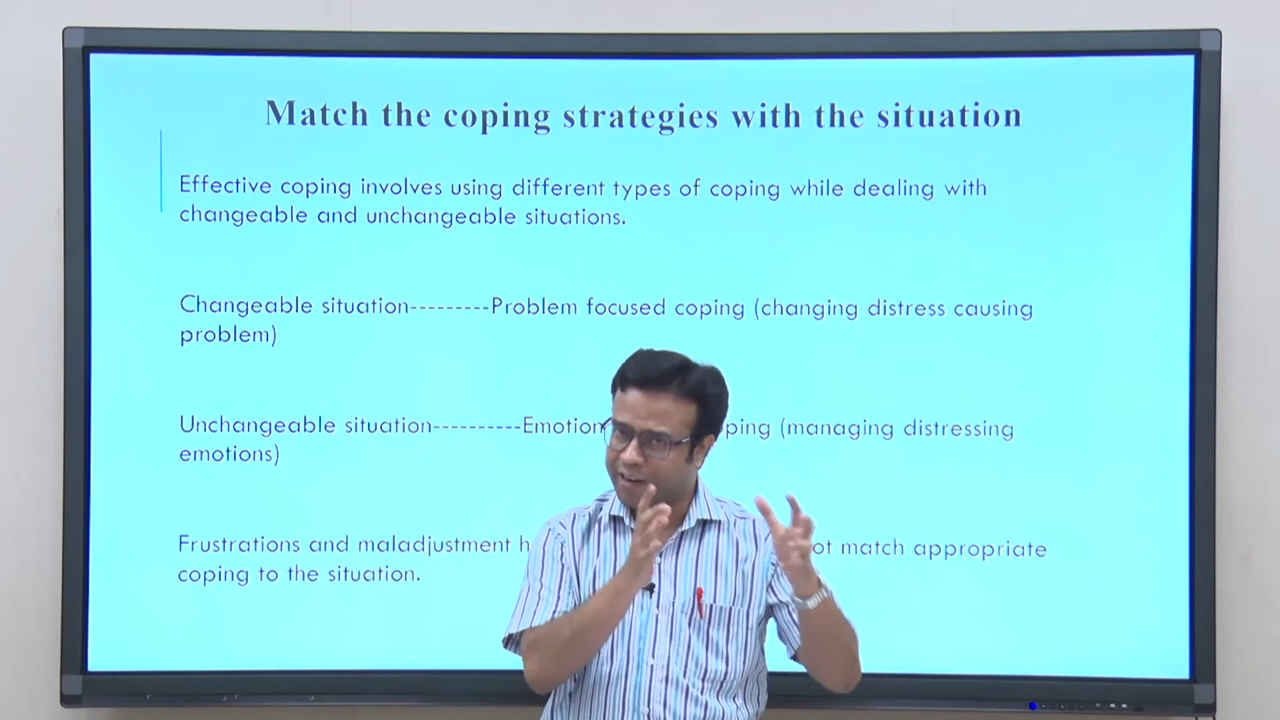 Match the coping strategies with the situation
Effective coping involves using different types of coping while dealing with
changeable and unchangeable situations.
Changeable situation---------Problem focused coping (changing distress causing
problem)
Unchangeable situation----------Emotion ping (managing distressing
emotions)
Frustrations and maladjustment h ot match appropriate
coping to the situation.